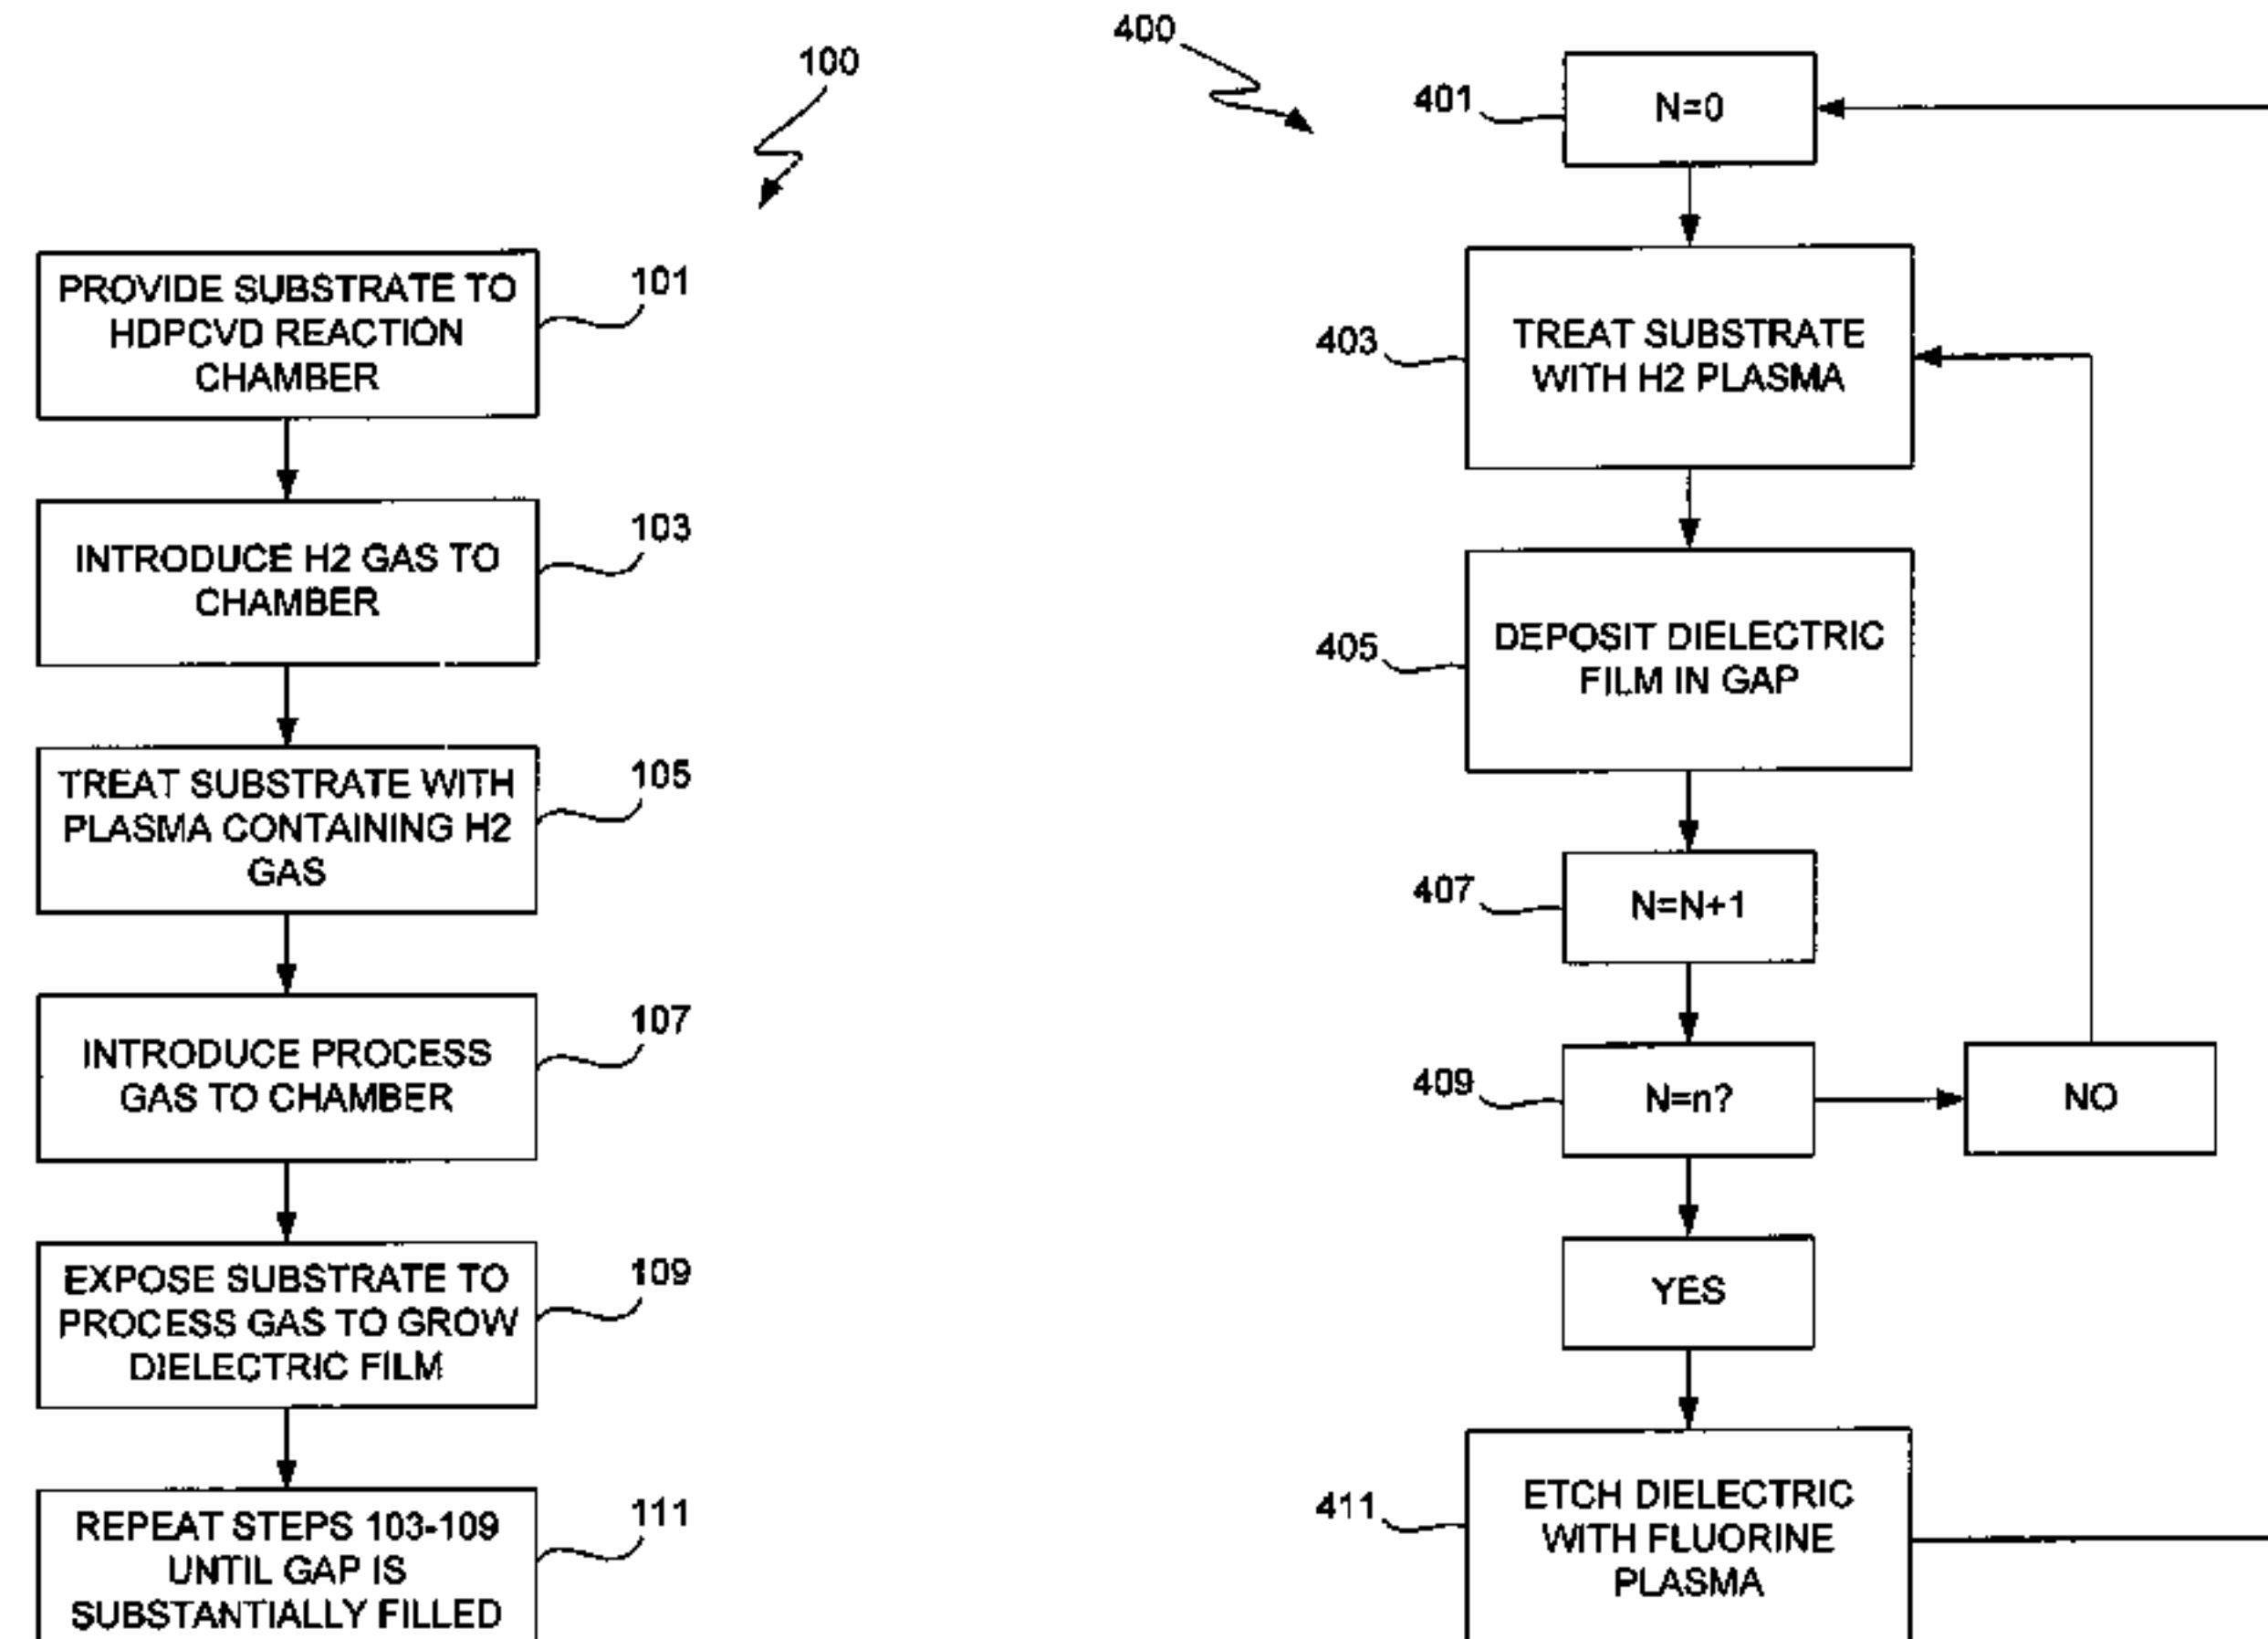 100
PROVIDE SUBSTRATE TO
HDPCVD REACTION
CHAMBER
101
INTRODUCE H2 GAS TO
CHAMBER
103
TREAT SUBSTRATE WITH
PLASMA CONTAINING H2
GAS
105
INTRODUCE PROCESS
GAS TO CHAMBER
107
EXPOSE SUBSTRATE TO
PROCESS GAS TO GROW
DIELECTRIC FILM
109
REPEAT STEPS 103-109
UNTIL GAP IS
SUBSTANTIALLY FILLED
111
400
401
N=0
403
TREAT SUBSTRATE
WITH H2 PLASMA
405
DEPOSIT DIELECTRIC
FILM IN GAP
407
N=N+1
409
N=n?
NO
YES
411
ETCH DIELECTRIC
WITH FLUORINE
PLASMA